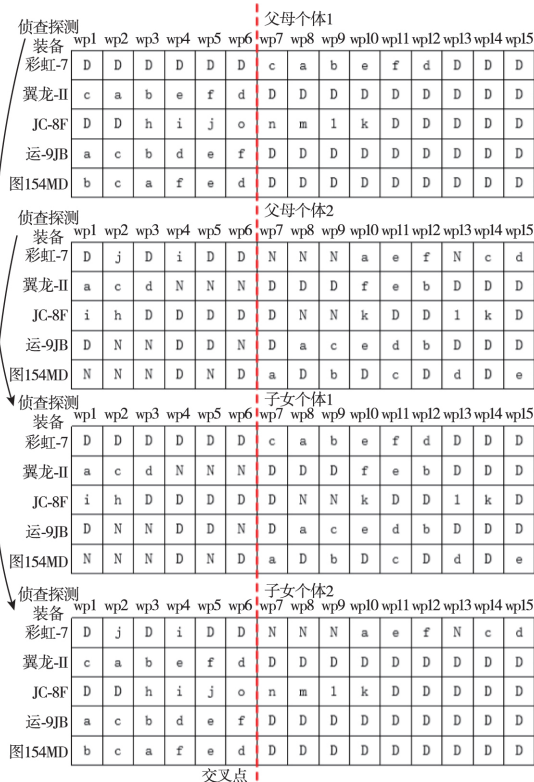 父母个体1
侦查探测装备 wp1 wp2 wp3 wp4 wp5 wp6 wp7 wp8 wp9 wp10 wp11 wp12 wp13 wp14 wp15
彩虹-7 D D D D D D c a b e f d D D D
翼龙-II c a b e f d D D D D D D D D D
JC-8F D D h i j o n m l k D D D D D
运-9JB a c b d e f D D D D D D D D D
图154MD b c a f e d D D D D D D D D D
父母个体2
侦查探测装备 wp1 wp2 wp3 wp4 wp5 wp6 wp7 wp8 wp9 wp10 wp11 wp12 wp13 wp14 wp15
彩虹-7 D j D i D D N N N a e f N c d
翼龙-II a c d N N N D D D f e b D D D
JC-8F i h D D D D D N N k D D l k D
运-9JB D N N D D N D a c e d b D D D
图154MD N N N D N D a D b D c D d D e
子女个体1
侦查探测装备 wp1 wp2 wp3 wp4 wp5 wp6 wp7 wp8 wp9 wp10 wp11 wp12 wp13 wp14 wp15
彩虹-7 D D D D D D c a b e f d D D D
翼龙-II a c d N N N D D D f e b D D D
JC-8F i h D D D D D N N k D D l k D
运-9JB D N N D D N D a c e d b D D D
图154MD N N N D N D a D b D c D d D e
子女个体2
侦查探测装备 wp1 wp2 wp3 wp4 wp5 wp6 wp7 wp8 wp9 wp10 wp11 wp12 wp13 wp14 wp15
彩虹-7 D j D i D D N N N a e f N c d
翼龙-II c a b e f d D D D D D D D D D
JC-8F D D h i j o n m l k D D D D D
运-9JB a c b d e f D D D D D D D D D
图154MD b c a f e d D D D D D D D D D
交叉点